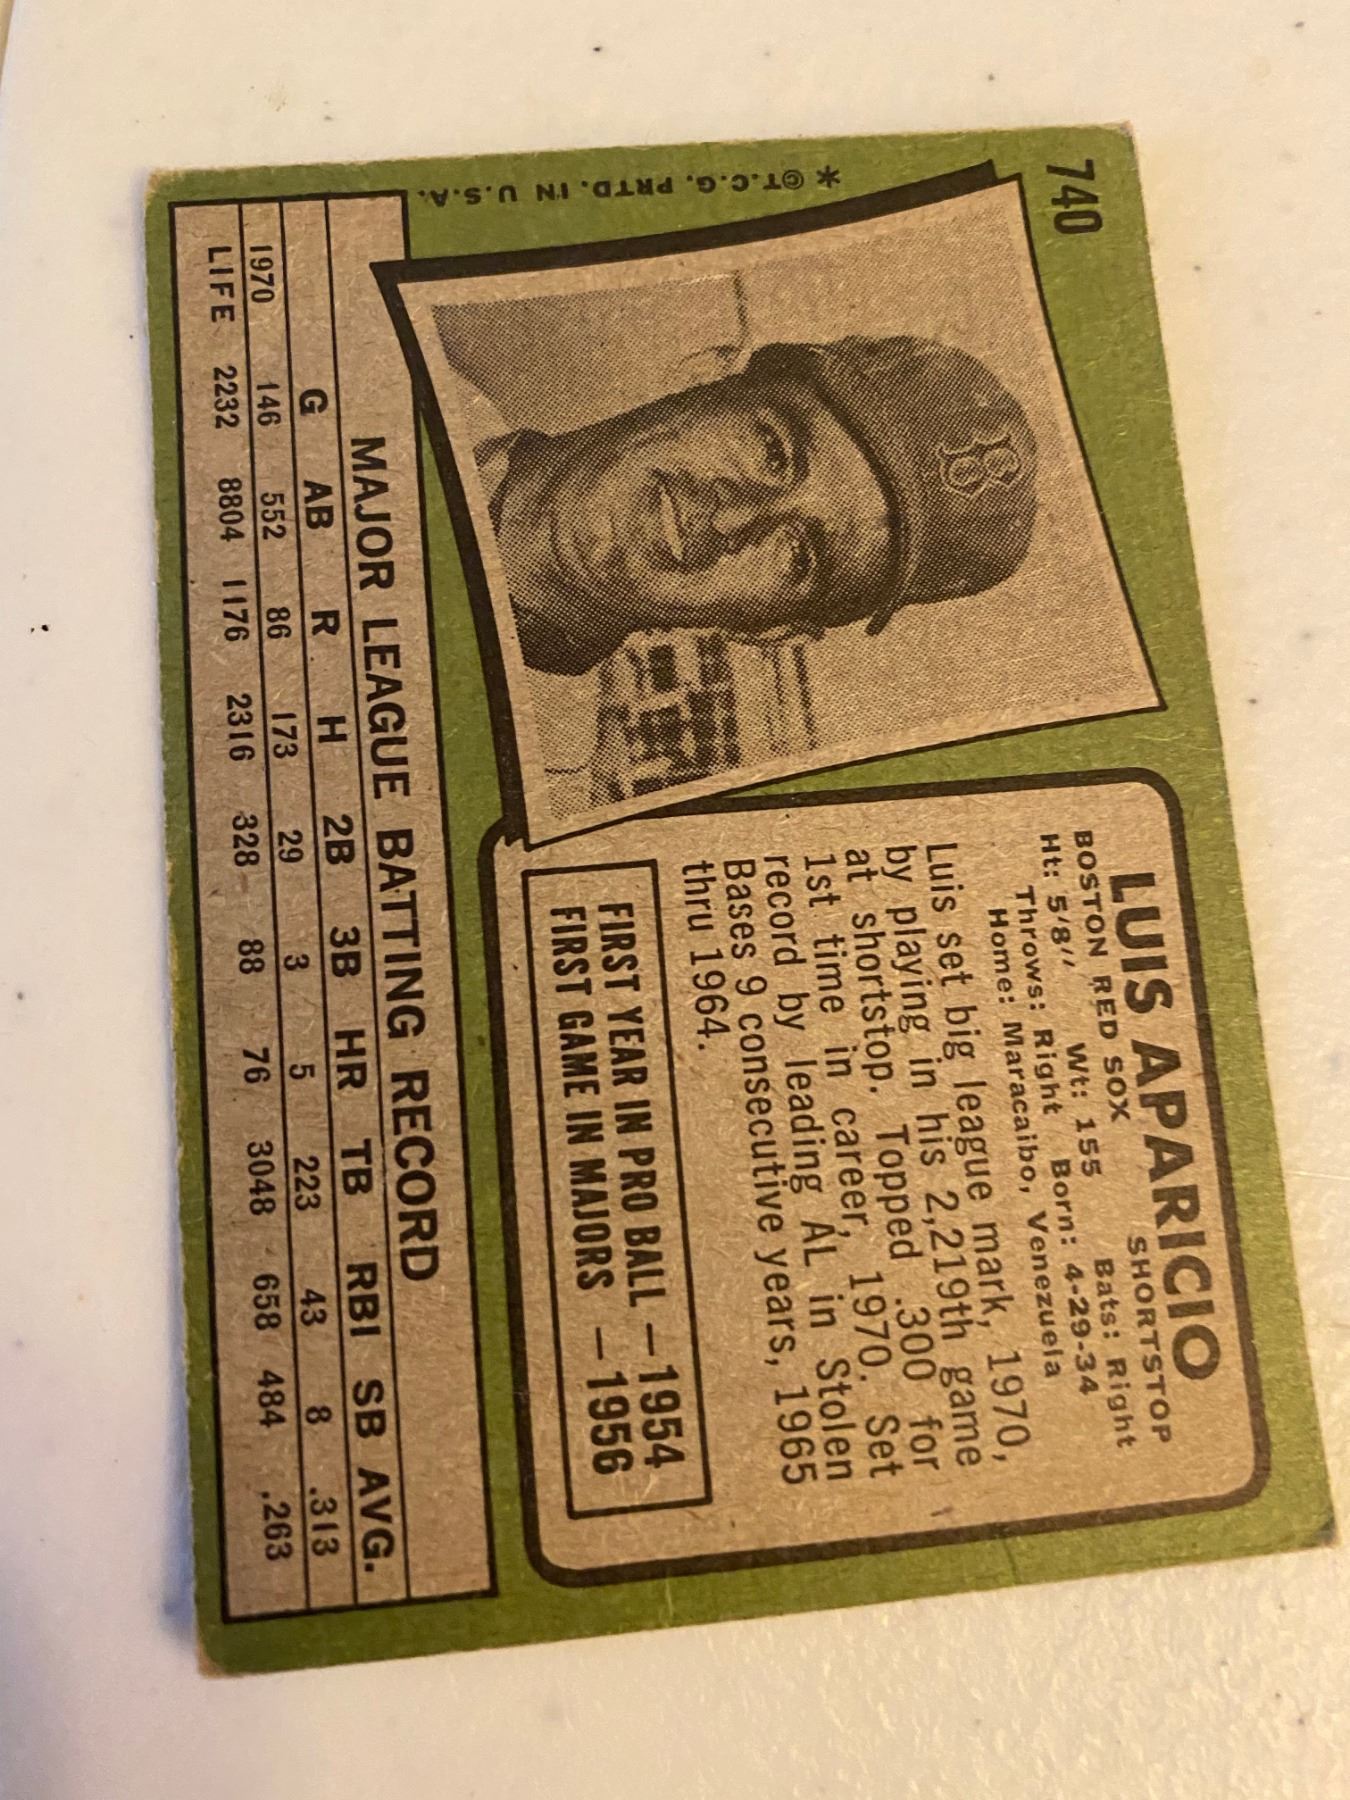 740
LUIS APARICIO
BOSTON RED SOX SHORTSTOP
Ht: 5'8'' Wt: 155 Bats: Right
Throws: Right Born: 4-29-34
Home: Maracaibo, Venezuela
Luis set big league mark, 1970,
by playing in his 2,219th game
at shortstop. Topped .300 for
1st time in career, 1970. Set
record by leading AL in Stolen
Bases 9 consecutive years, 1965
thru 1964.
FIRST YEAR IN PRO BALL — 1954
FIRST GAME IN MAJORS — 1956
B
*©T.C.G. PRTD. IN U.S.A.
MAJOR LEAGUE BATTING RECORD
G AB R H 2B 3B HR TB RBI SB AVG.
1970 146 552 86 173 29 3 5 223 43 8 .313
LIFE 2232 8804 1176 2316 328 88 76 3048 658 484 .263